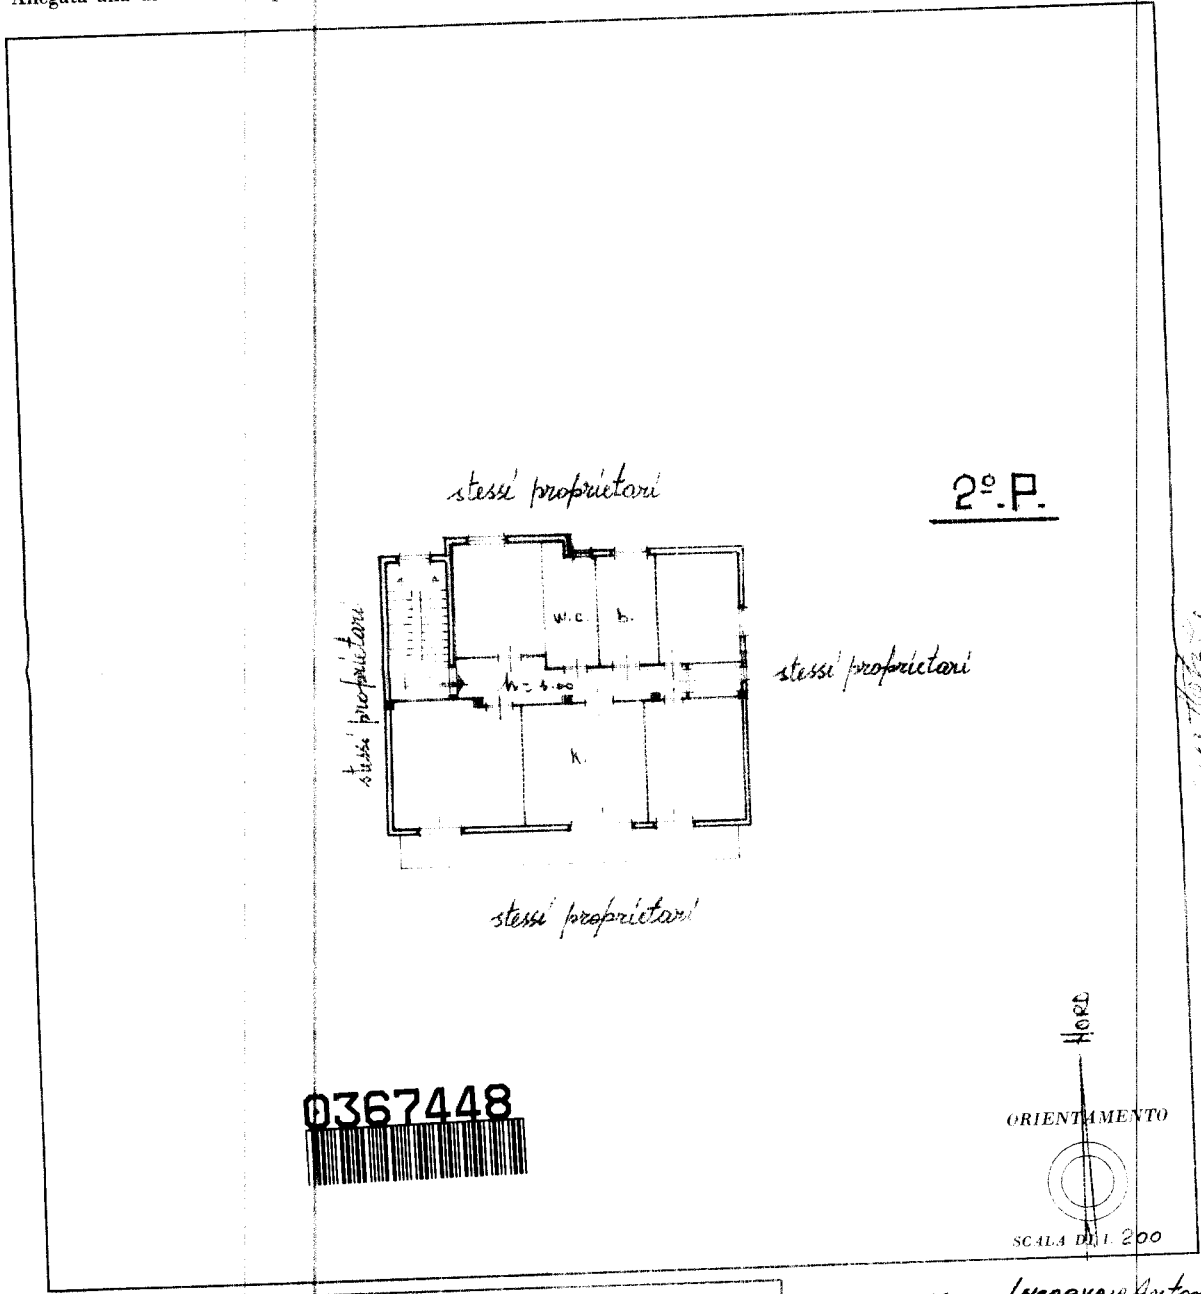 Allegata alla
stessi proprietari
2º.P.
stessi proprietari
w.c.
b.
stessi proprietari
h=3.00
K.
stessi proprietari
NORD
0367448
ORIENTAMENTO
SCALA DI 1: 200